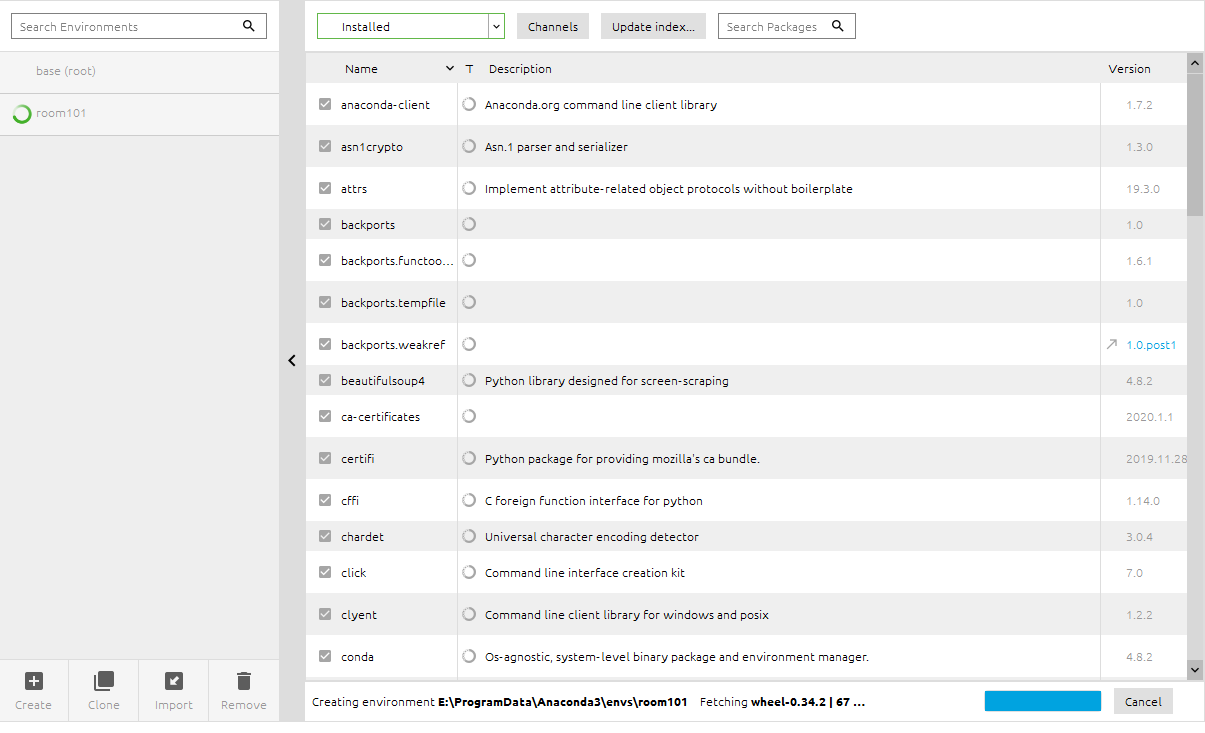 Search Environments
Installed
Channels
Update index...
Search Packages
base (root)
room101
Name T Description Version
anaconda-client Anaconda.org command line client library 1.7.2
asn1crypto Asn.1 parser and serializer 1.3.0
attrs Implement attribute-related object protocols without boilerplate 19.3.0
backports 1.0
backports.functoo... 1.6.1
backports.tempfile 1.0
backports.weakref 1.0.post1
beautifulsoup4 Python library designed for screen-scraping 4.8.2
ca-certificates 2020.1.1
certifi Python package for providing mozilla's ca bundle. 2019.11.28
cffi C foreign function interface for python 1.14.0
chardet Universal character encoding detector 3.0.4
click Command line interface creation kit 7.0
clyent Command line client library for windows and posix 1.2.2
conda Os-agnostic, system-level binary package and environment manager. 4.8.2
Create
Clone
Import
Remove
Creating environment E:\ProgramData\Anaconda3\envs\room101 Fetching wheel-0.34.2 | 67 ...
Cancel